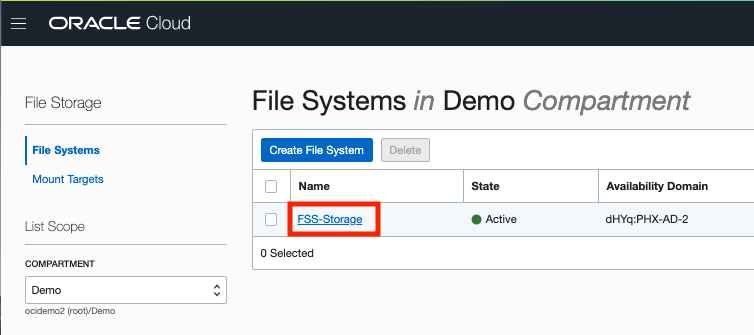 ORACLE Cloud
File Storage
File Systems
Mount Targets
List Scope
COMPARTMENT
Demo
ocidemo2 (root)/Demo
File Systems in Demo Compartment
Create File System Delete
Name State Availability Domain
FSS-Storage Active dHYq:PHX-AD-2
0 Selected